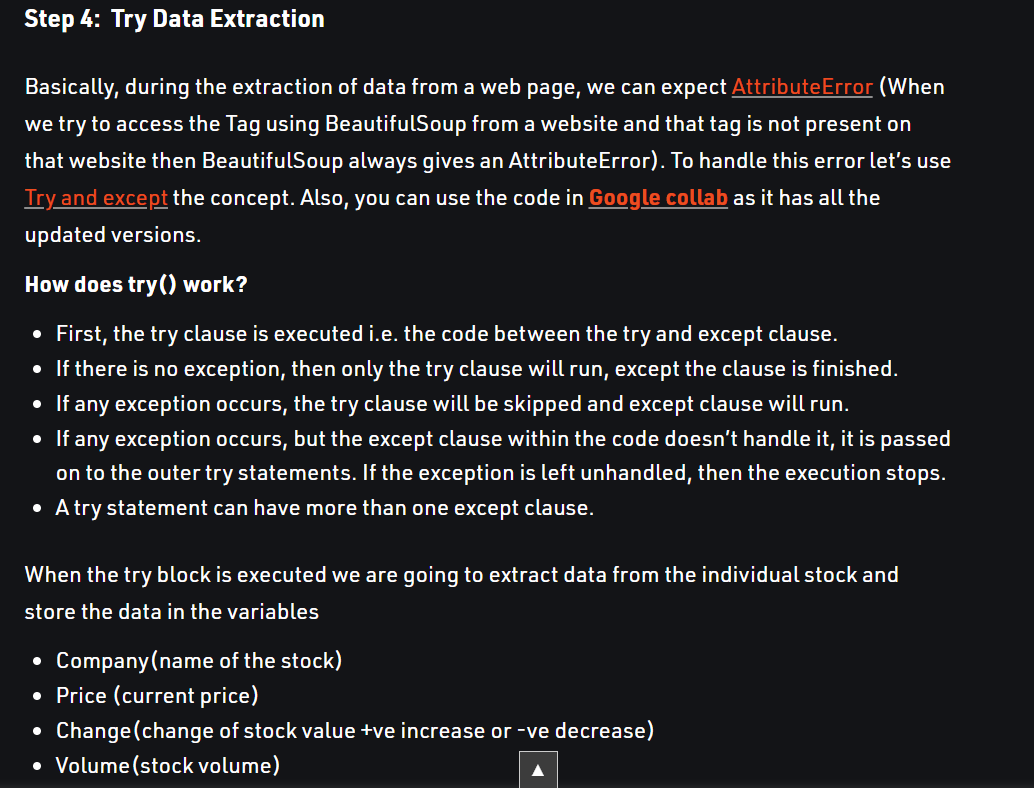 Step 4:  Try Data Extraction
Basically, during the extraction of data from a web page, we can expect AttributeError (When
we try to access the Tag using BeautifulSoup from a website and that tag is not present on
that website then BeautifulSoup always gives an AttributeError). To handle this error let's use
Try and except the concept. Also, you can use the code in Google collab as it has all the
updated versions.
How does try() work?
• First, the try clause is executed i.e. the code between the try and except clause.
• If there is no exception, then only the try clause will run, except the clause is finished.
• If any exception occurs, the try clause will be skipped and except clause will run.
• If any exception occurs, but the except clause within the code doesn't handle it, it is passed
on to the outer try statements. If the exception is left unhandled, then the execution stops.
• A try statement can have more than one except clause.
When the try block is executed we are going to extract data from the individual stock and
store the data in the variables
• Company(name of the stock)
• Price (current price)
• Change(change of stock value +ve increase or -ve decrease)
• Volume(stock volume)